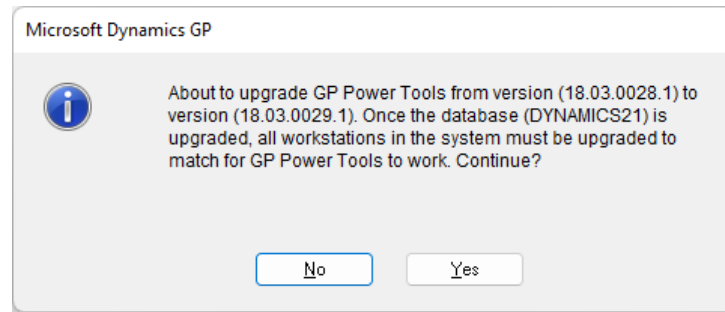 Microsoft Dynamics GP
About to upgrade GP Power Tools from version (18.03.0028.1) to
version (18.03.0029.1). Once the database (DYNAMICS21) is
upgraded, all workstations in the system must be upgraded to
match for GP Power Tools to work. Continue?
No
Yes